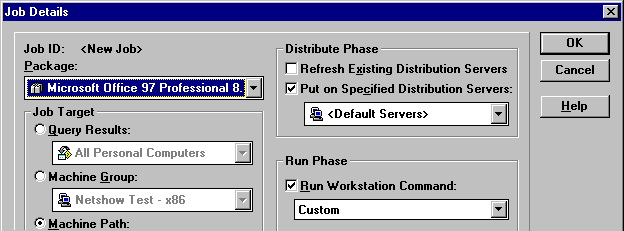 Job Details
Job ID: <New Job>
Package:
Microsoft Office 97 Professional 8.
Job Target
Query Results:
All Personal Computers
Machine Group:
Netshow Test - x86
Machine Path:
Distribute Phase
Refresh Existing Distribution Servers
Put on Specified Distribution Servers:
<Default Servers>
Run Phase
Run Workstation Command:
Custom
OK
Cancel
Help